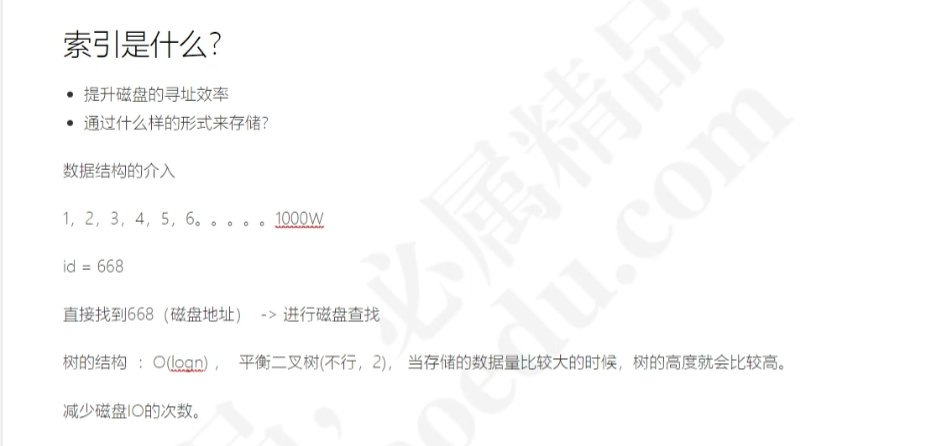 索引是什么？
提升磁盘的寻址效率
通过什么样的形式来存储？
数据结构的介入
1，2，3，4，5，6。。。。。1000W
id = 668
直接找到668（磁盘地址） -> 进行磁盘查找
树的结构 ：O(logn) ， 平衡二叉树(不行，2)， 当存储的数据量比较大的时候，树的高度就会比较高。
减少磁盘IO的次数。
必属精品
oedu.com